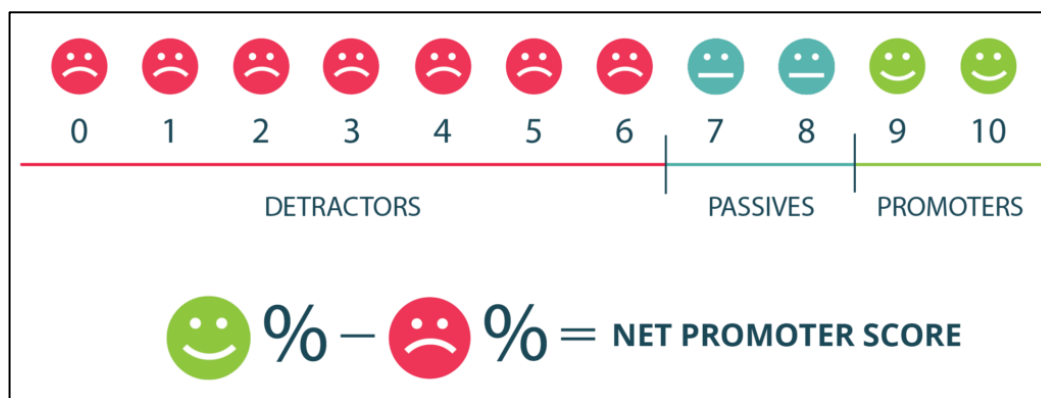 0 1 2 3 4 5 6 7 8 9 10
DETRACTORS PASSIVES PROMOTERS
% – % = NET PROMOTER SCORE